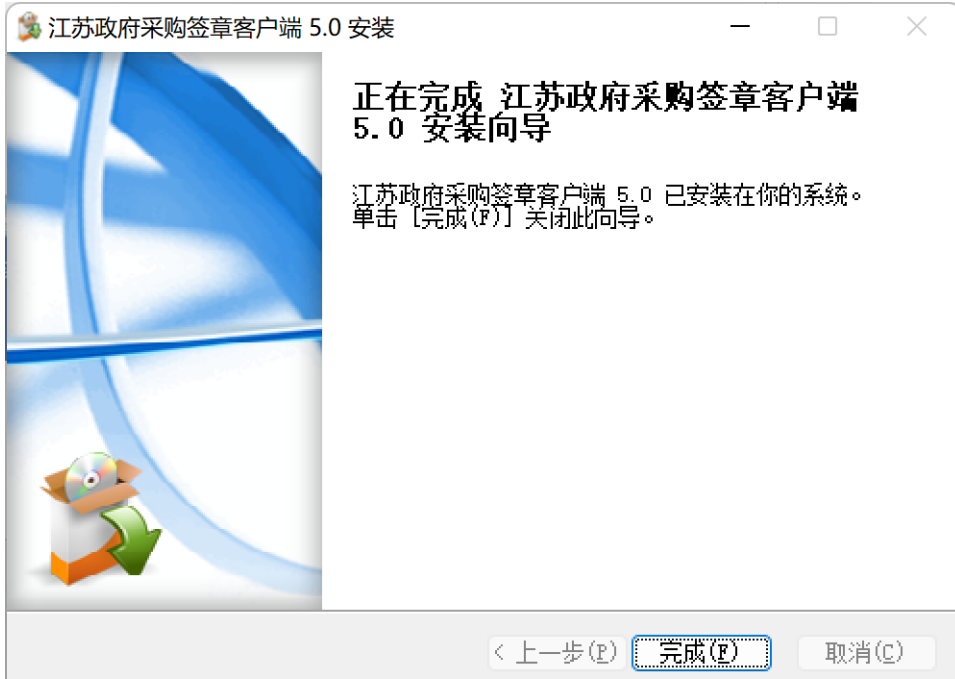 江苏政府采购签章客户端 5.0 安装
正在完成 江苏政府采购签章客户端
5.0 安装向导
江苏政府采购签章客户端 5.0 已安装在你的系统。
单击 [完成(F)] 关闭此向导。
< 上一步(P)
完成(F)
取消(C)